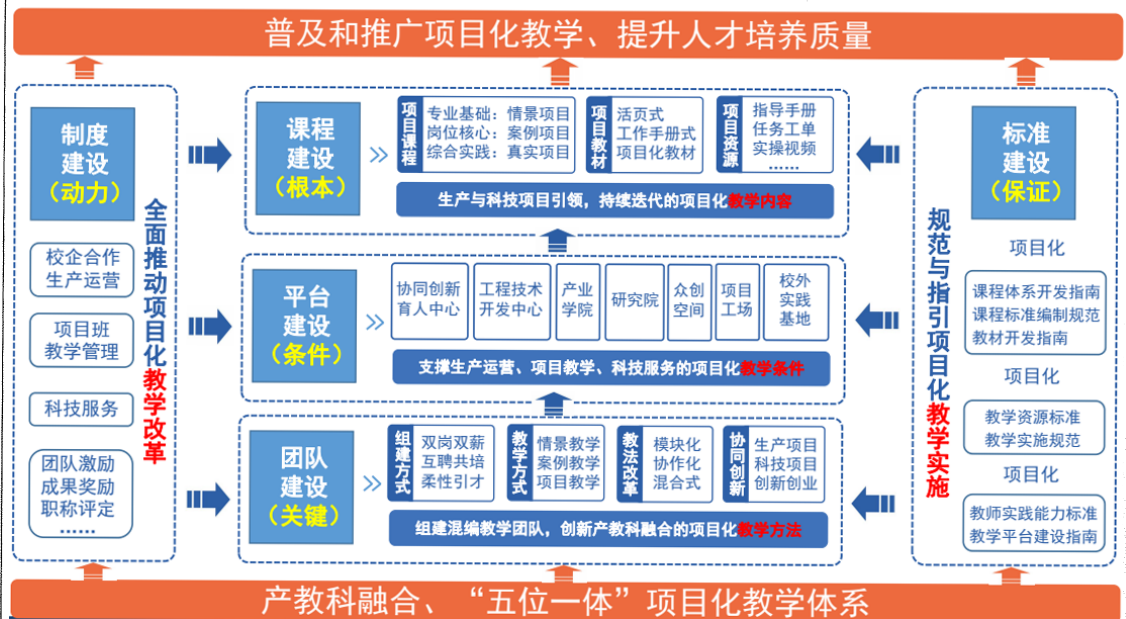 普及和推广项目化教学、提升人才培养质量
制度
建设
（动力）
全面推动项目化教学改革
校企合作
生产运营
项目班
教学管理
科技服务
团队激励
成果奖励
职称评定
……
课程
建设
（根本）
项目课程
专业基础：情景项目
岗位核心：案例项目
综合实践：真实项目
项目教材
活页式
工作手册式
项目化教材
项目资源
指导手册
任务工单
实操视频
……
生产与科技项目引领，持续迭代的项目化教学内容
平台
建设
（条件）
协同创新
育人中心
工程技术
开发中心
产业
学院
研究院
众创
空间
项目
工场
校外
实践
基地
支撑生产运营、项目教学、科技服务的项目化教学条件
团队
建设
（关键）
组建方式
双岗双薪
互聘共培
柔性引才
教学方式
情景教学
案例教学
项目教学
教法改革
模块化
协作化
混合式
协同创新
生产项目
科技项目
创新创业
组建混编教学团队，创新产教科融合的项目化教学方法
标准
建设
（保证）
规范与指引项目化教学实施
项目化
课程体系开发指南
课程标准编制规范
教材开发指南
项目化
教学资源标准
教学实施规范
项目化
教师实践能力标准
教学平台建设指南
产教科融合、“五位一体”项目化教学体系